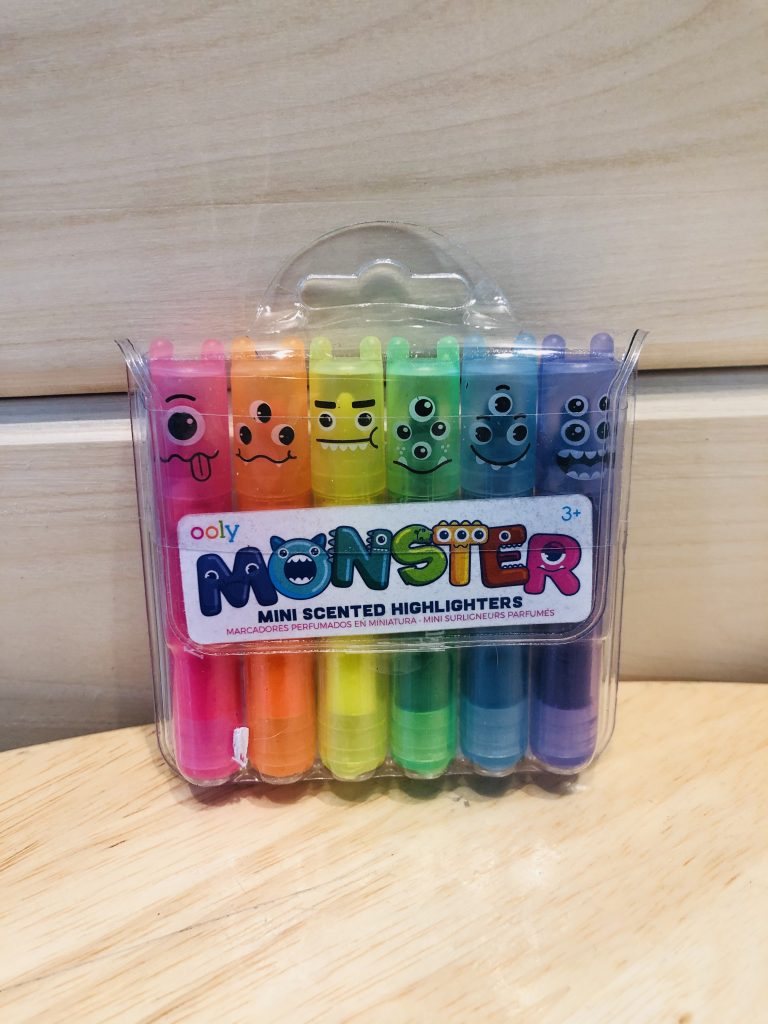 ooly
3+
MONSTER
MINI SCENTED HIGHLIGHTERS
MARCADORES PERFUMADOS EN MINIATURA - MINI SURLIGNEURS PARFUMÉS